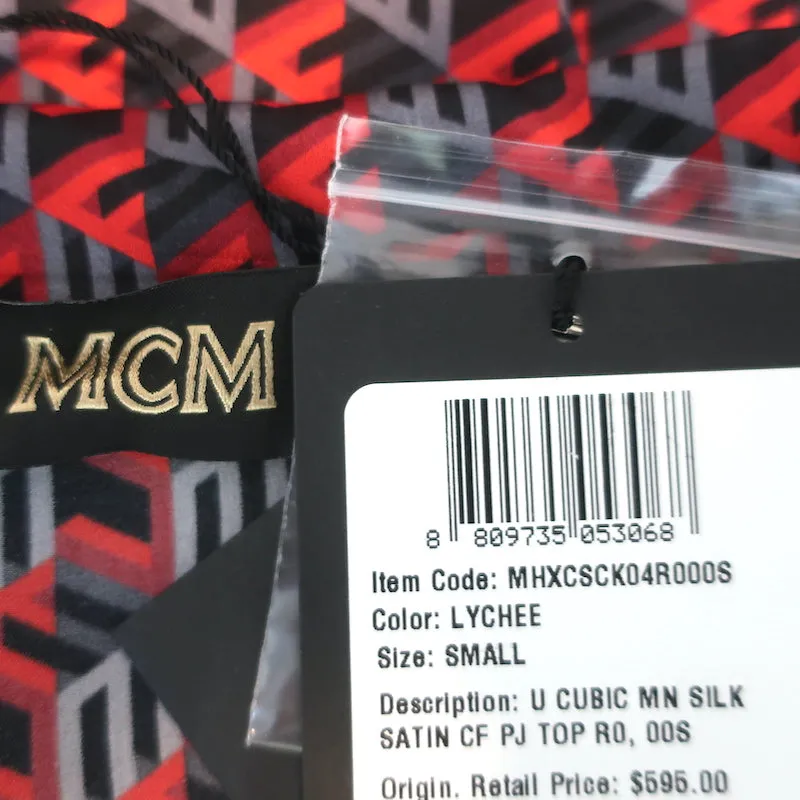 MCM
8 809735 053068
Item Code: MHXCSCK04R000S
Color: LYCHEE
Size: SMALL
Description: U CUBIC MN SILK
SATIN CF PJ TOP R0, 00S
Origin. Retail Price: $595.00